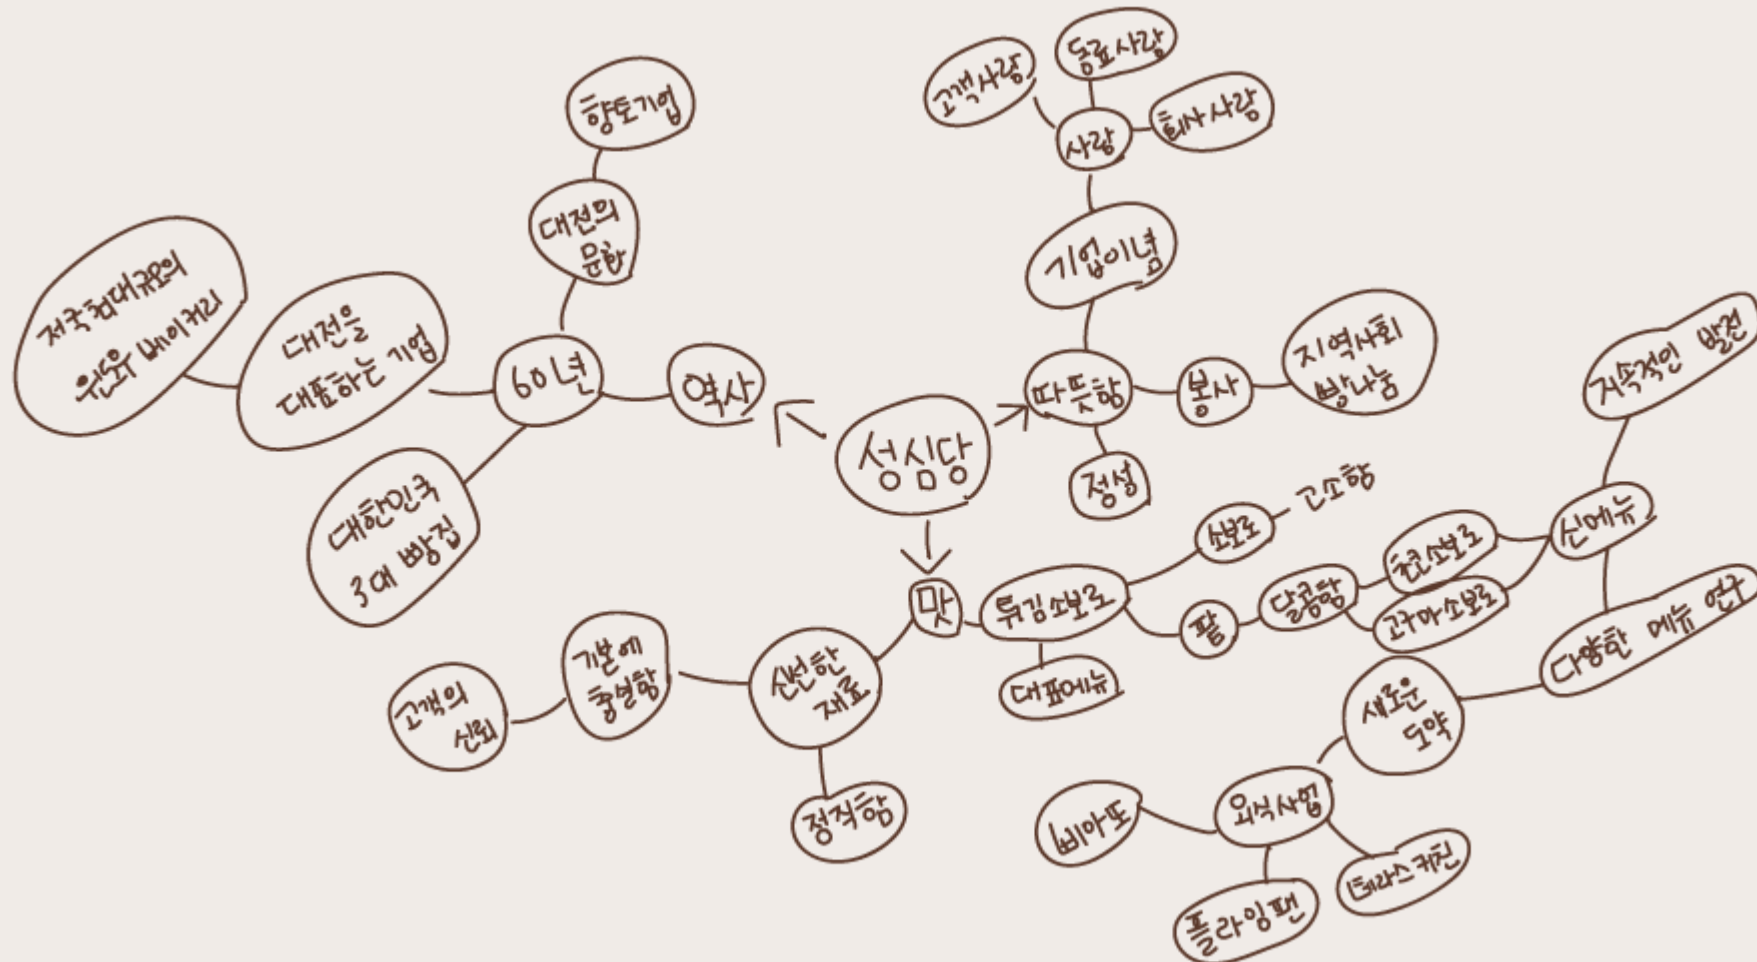 향토기업
대전의
문화
60년
역사
대전을
대표하는 기업
전국최대규모의
윈도우 베이커리
대한민국
3대 빵집
성심당
고객사랑
동료사랑
회사사랑
사랑
기업이념
따뜻함
봉사
지역사회
빵나눔
정성
맛
튀김소보로
대표메뉴
소보로
고소함
팥
달콤함
초코소보로
고구마소보로
신메뉴
지속적인 발전
다양한 메뉴 연구
새로운
도약
외식사업
삐아또
플라잉팬
테라스키친
신선한
재료
기본에
충실함
고객의
신뢰
정직함